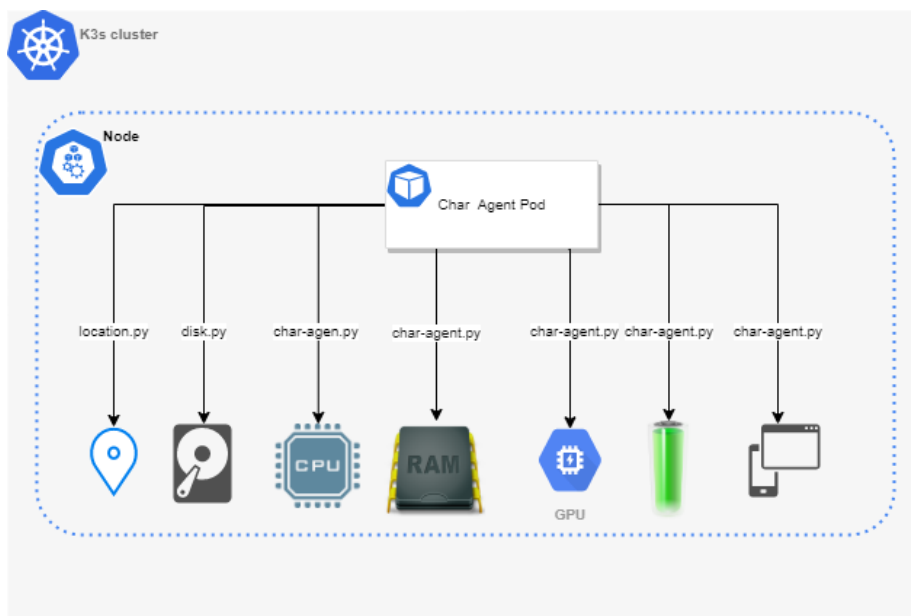 K3s cluster
Node
Char Agent Pod
location.py
disk.py
char-agen.py
char-agent.py
char-agent.py
char-agent.py
char-agent.py
CPU
RAM
GPU